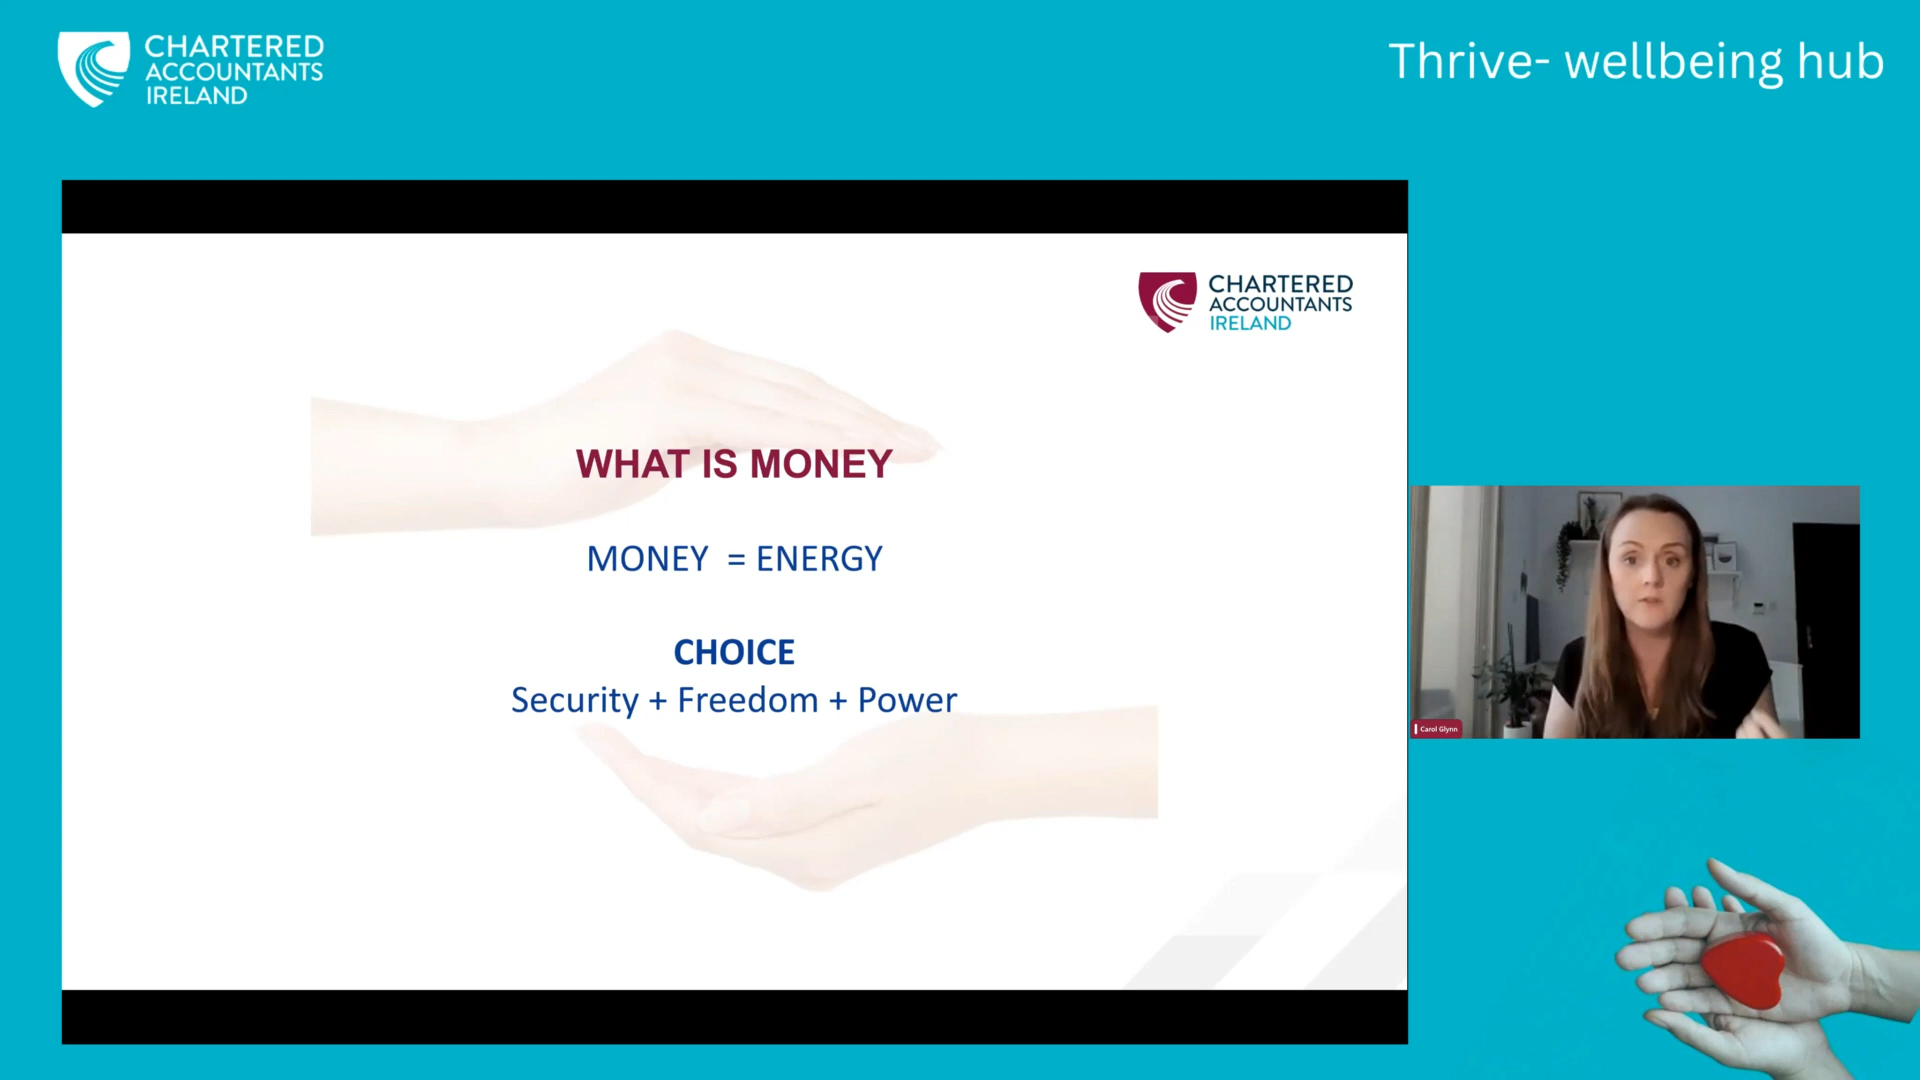 CHARTERED
ACCOUNTANTS
IRELAND
Thrive- wellbeing hub
CHARTERED
ACCOUNTANTS
IRELAND
WHAT IS MONEY
MONEY = ENERGY
CHOICE
Security + Freedom + Power
Carol Glynn